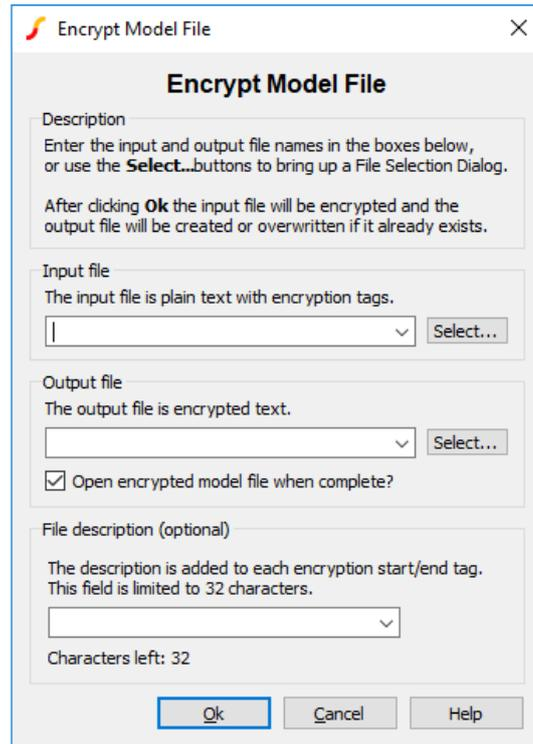 Encrypt Model File
Encrypt Model File
Description
Enter the input and output file names in the boxes below,
or use the Select...buttons to bring up a File Selection Dialog.
After clicking Ok the input file will be encrypted and the
output file will be created or overwritten if it already exists.
Input file
The input file is plain text with encryption tags.
Select...
Output file
The output file is encrypted text.
Select...
Open encrypted model file when complete?
File description (optional)
The description is added to each encryption start/end tag.
This field is limited to 32 characters.
Characters left: 32
Ok Cancel Help